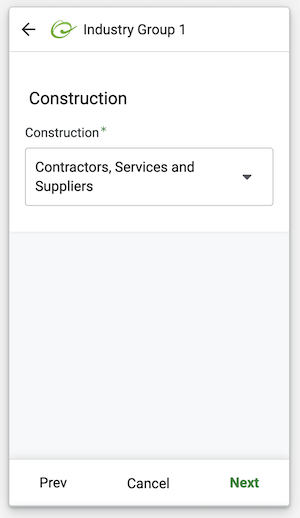 Industry Group 1
Construction
Construction*
Contractors, Services and
Suppliers
Prev Cancel Next